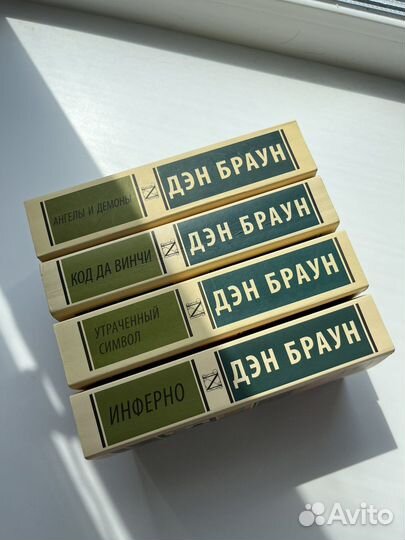 АНГЕЛЫ И ДЕМОНЫ
ДЭН БРАУН
КОД ДА ВИНЧИ
ДЭН БРАУН
УТРАЧЕННЫЙ
СИМВОЛ
ДЭН БРАУН
ИНФЕРНО
ДЭН БРАУН
Avito